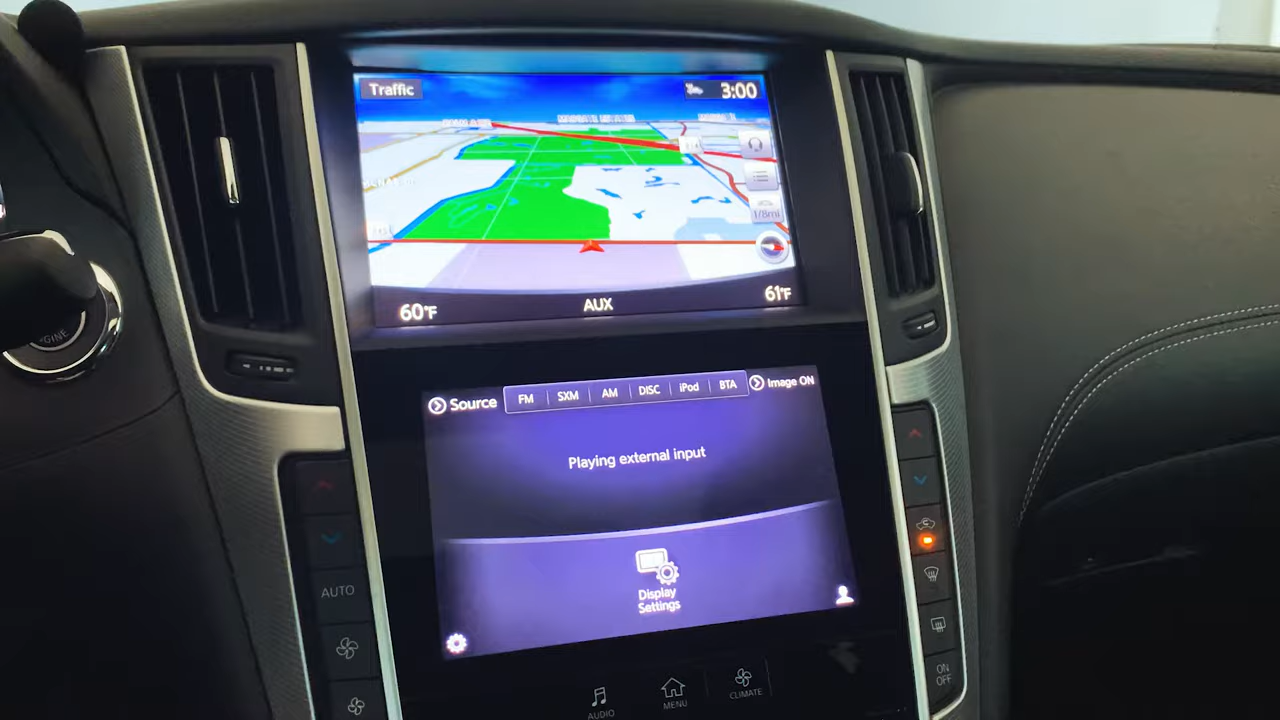 Traffic
3:00
1/8mi
60°F
AUX
61°F
Source
FM
SXM
AM
DISC
iPod
BTA
Image ON
Playing external input
Display
Settings
AUTO
ON
OFF
AUDIO
MENU
CLIMATE